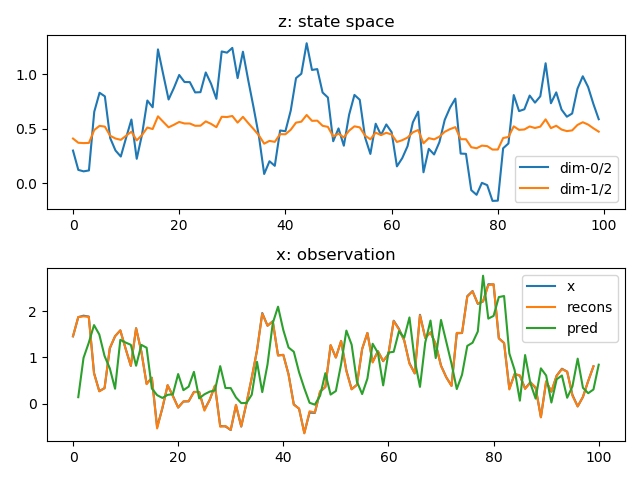 z: state space
1.0
0.5
0.0
dim-0/2
dim-1/2
0 20 40 60 80 100
x: observation
2
1
0
x
recons
pred
0 20 40 60 80 100